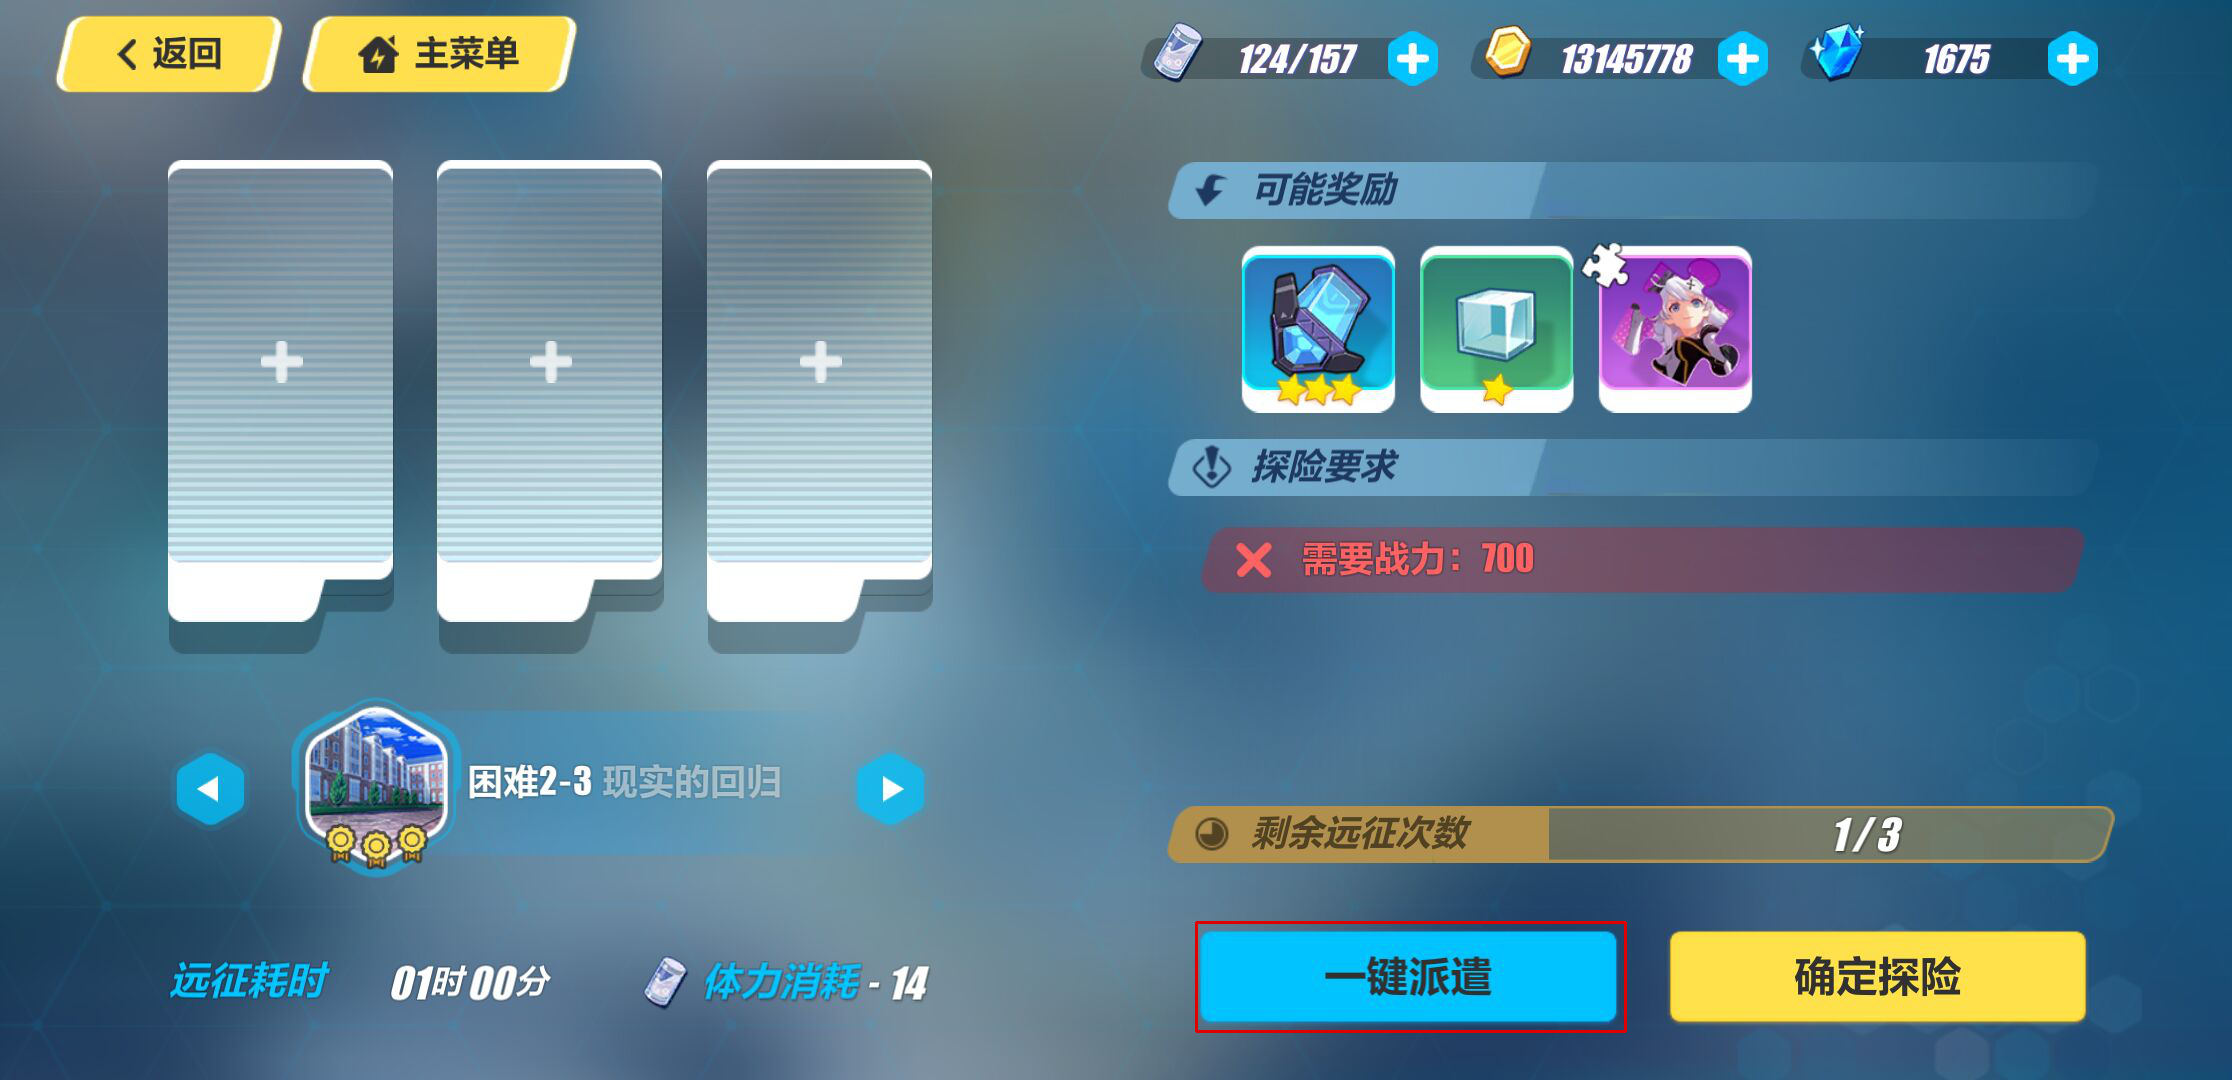 返回
主菜单
124/157
13145778
1675
可能奖励
探险要求
需要战力：700
困难2-3 现实的回归
剩余远征次数
1/3
远征耗时
01时00分
体力消耗 - 14
一键派遣
确定探险